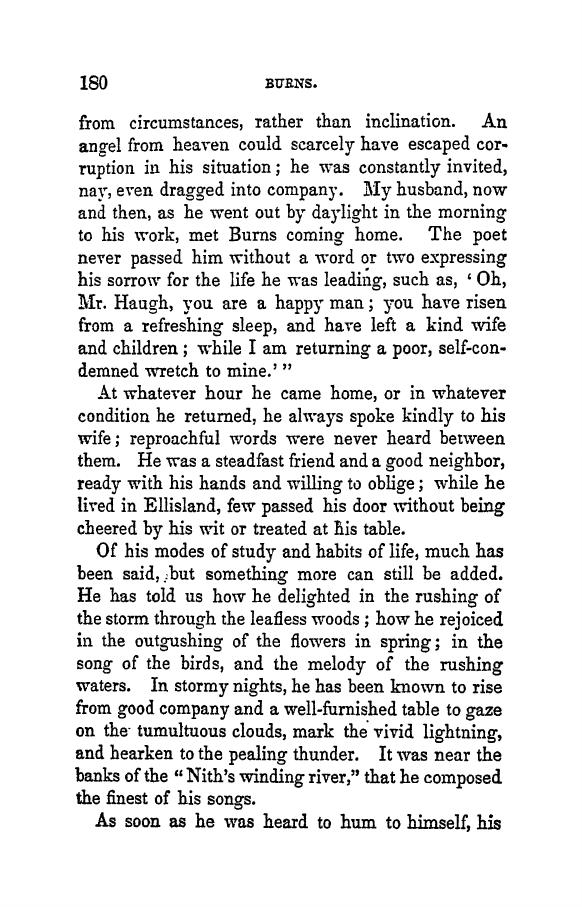 180 BURNS.
from circumstances, rather than inclination. An
angel from heaven could scarcely have escaped cor-
ruption in his situation; he was constantly invited,
nay, even dragged into company. My husband, now
and then, as he went out by daylight in the morning
to his work, met Burns coming home. The poet
never passed him without a word or two expressing
his sorrow for the life he was leading, such as, ‘Oh,
Mr. Haugh, you are a happy man; you have risen
from a refreshing sleep, and have left a kind wife
and children; while I am returning a poor, self-con-
demned wretch to mine.’”
At whatever hour he came home, or in whatever
condition he returned, he always spoke kindly to his
wife; reproachful words were never heard between
them. He was a steadfast friend and a good neighbor,
ready with his hands and willing to oblige; while he
lived in Ellisland, few passed his door without being
cheered by his wit or treated at his table.
Of his modes of study and habits of life, much has
been said, but something more can still be added.
He has told us how he delighted in the rushing of
the storm through the leafless woods; how he rejoiced
in the outgushing of the flowers in spring; in the
song of the birds, and the melody of the rushing
waters. In stormy nights, he has been known to rise
from good company and a well-furnished table to gaze
on the tumultuous clouds, mark the vivid lightning,
and hearken to the pealing thunder. It was near the
banks of the “Nith’s winding river,” that he composed
the finest of his songs.
As soon as he was heard to hum to himself, his